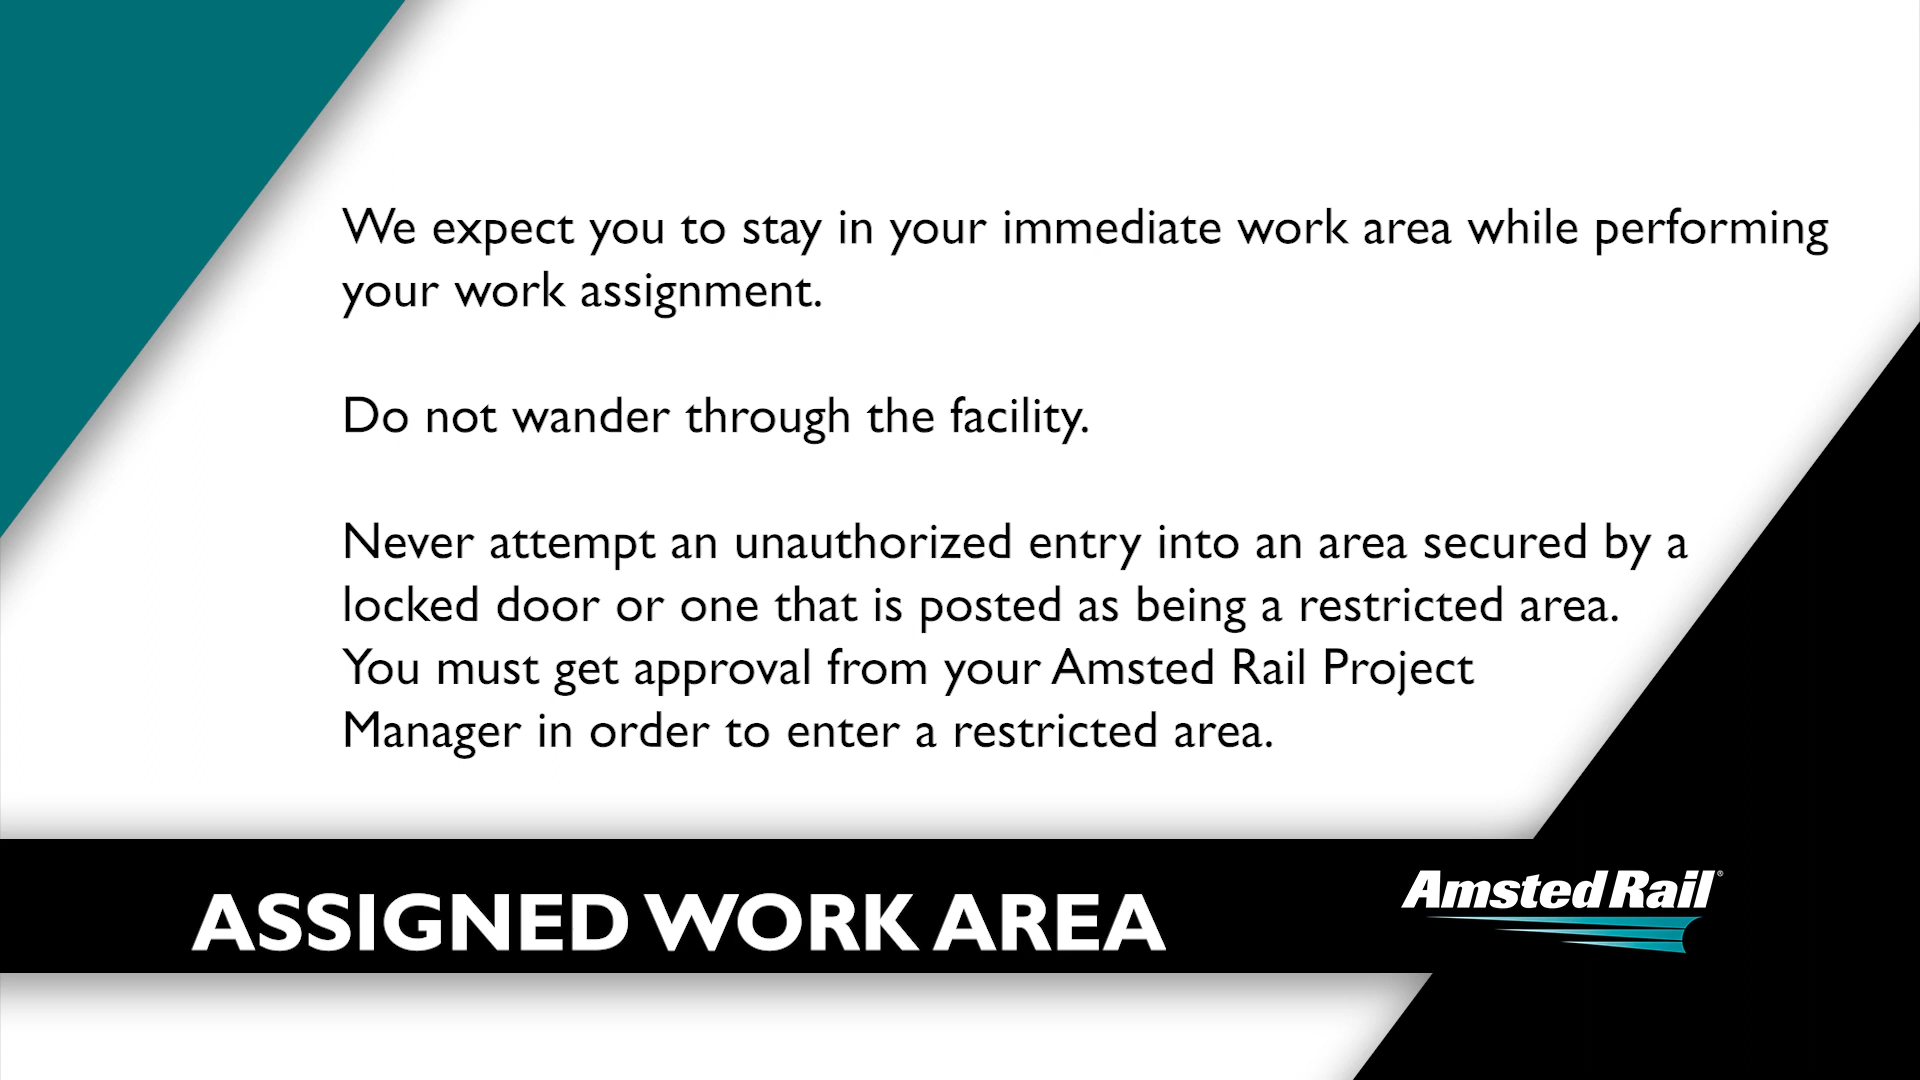 We expect you to stay in your immediate work area while performing
your work assignment.
Do not wander through the facility.
Never attempt an unauthorized entry into an area secured by a
locked door or one that is posted as being a restricted area.
You must get approval from your Amsted Rail Project
Manager in order to enter a restricted area.
ASSIGNED WORK AREA
Amsted Rail®